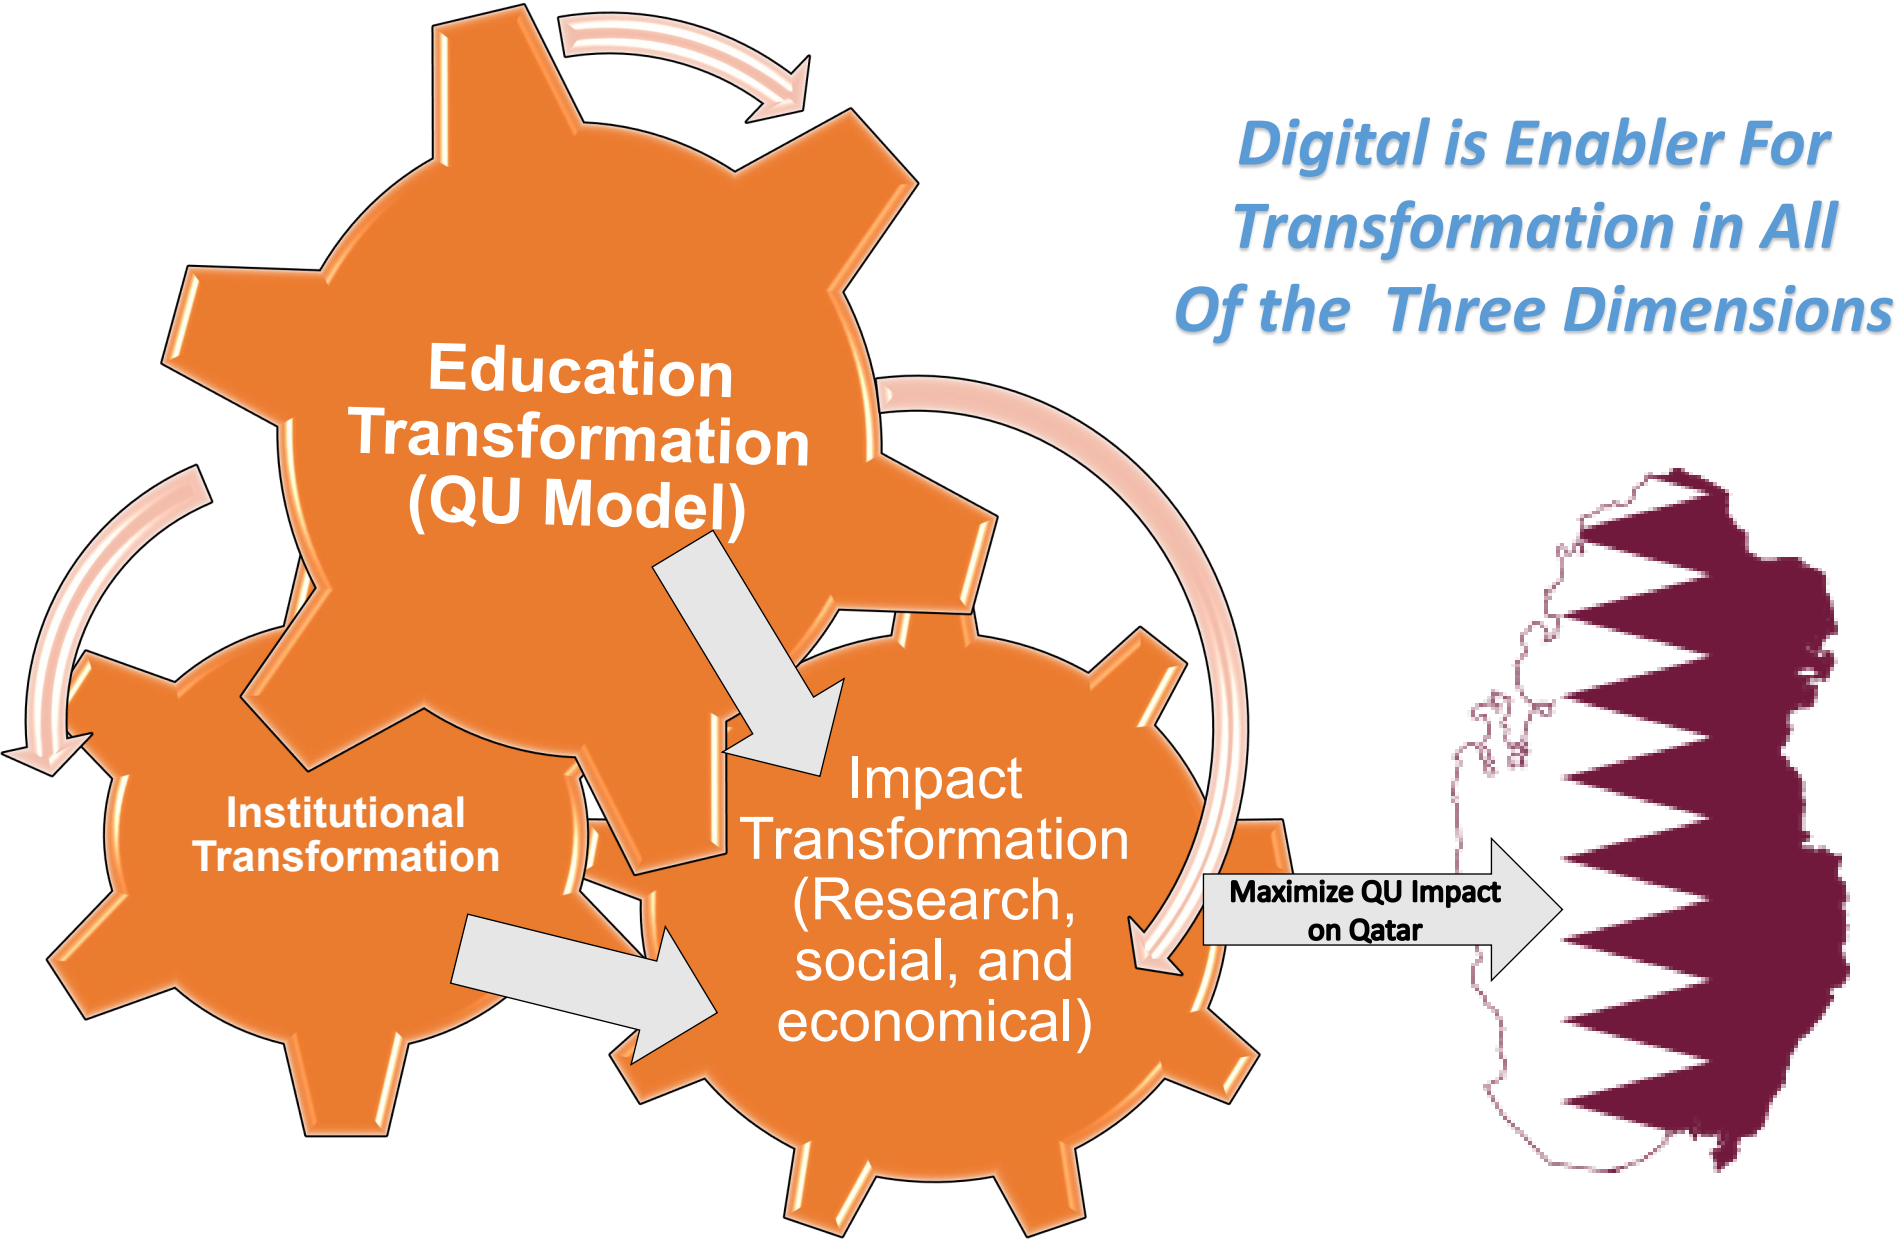 Digital is Enabler For
Transformation in All
Of the Three Dimensions
Education
Transformation
(QU Model)
Institutional
Transformation
Impact
Transformation
(Research,
social, and
economical)
Maximize QU Impact
on Qatar